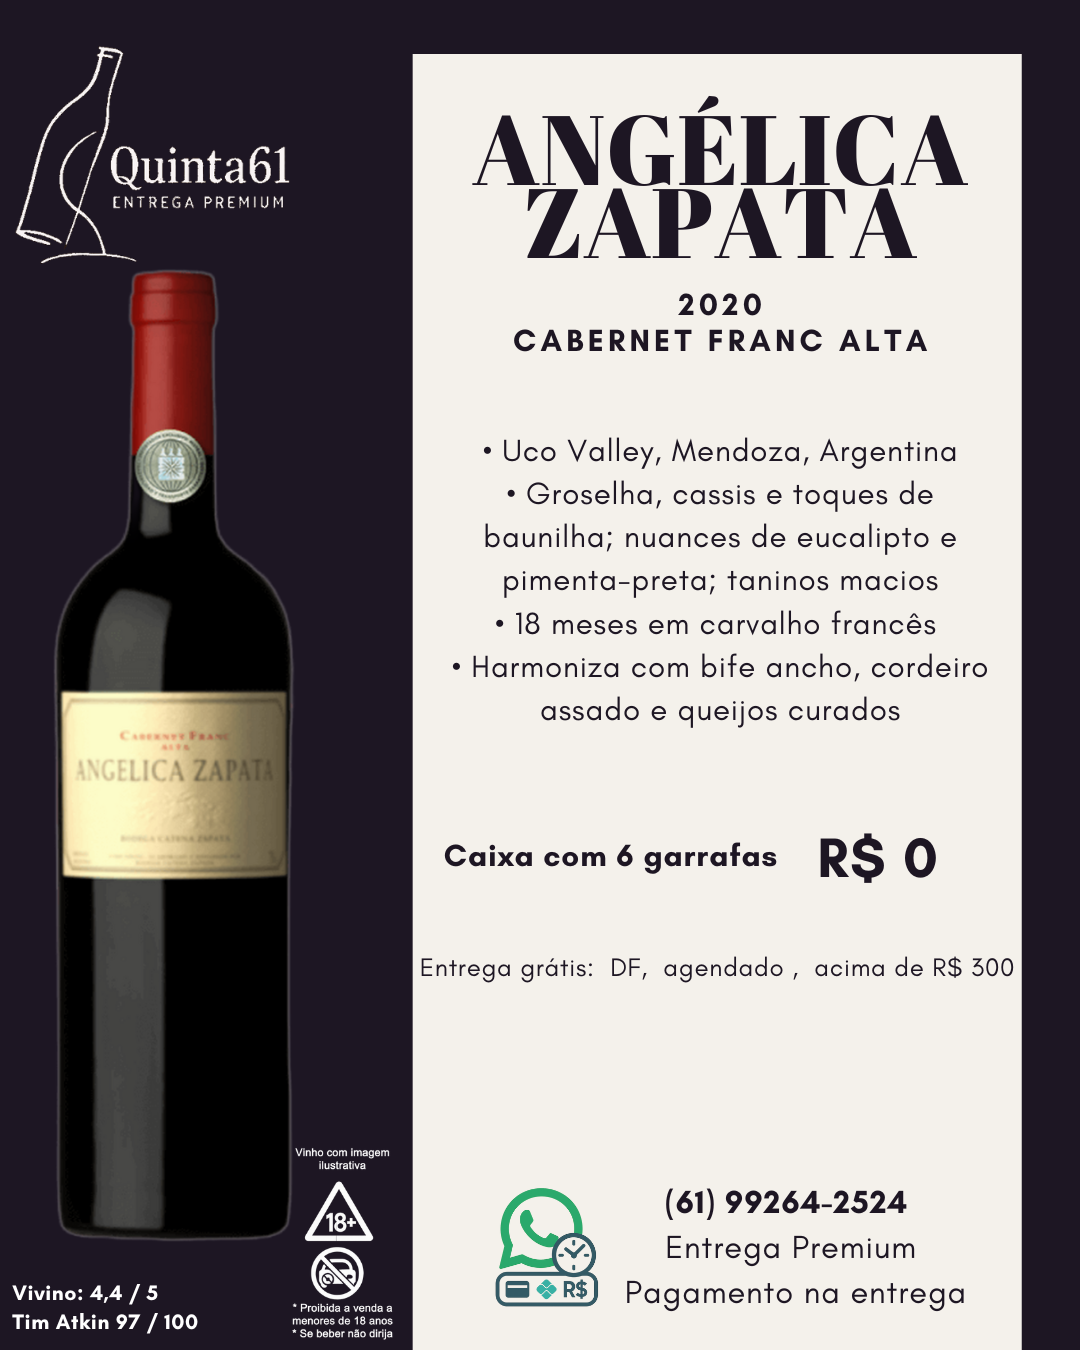 Quinta61
ENTREGA PREMIUM
ANGÉLICA
ZAPATA
2020
CABERNET FRANC ALTA
• Uco Valley, Mendoza, Argentina
• Groselha, cassis e toques de
baunilha; nuances de eucalipto e
pimenta-preta; taninos macios
• 18 meses em carvalho francês
• Harmoniza com bife ancho, cordeiro
assado e queijos curados
Caixa com 6 garrafas R$ 0
Entrega grátis: DF, agendado , acima de R$ 300
CABERNET FRANC
ALTA
ANGELICA ZAPATA
BODEGA CATENA ZAPATA
Vinho com imagem
ilustrativa
18+
* Proibida a venda a
menores de 18 anos
* Se beber não dirija
Vivino: 4,4 / 5
Tim Atkin 97 / 100
R$
(61) 99264-2524
Entrega Premium
Pagamento na entrega